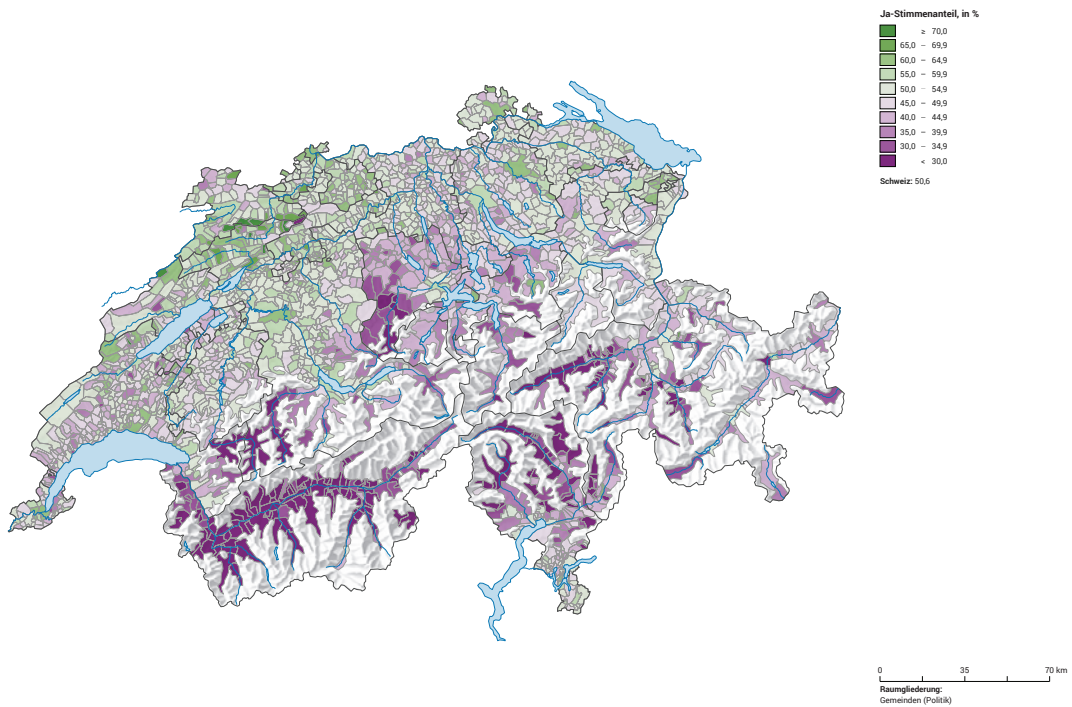 Ja-Stimmenanteil, in %
≥ 70,0
65,0 – 69,9
60,0 – 64,9
55,0 – 59,9
50,0 – 54,9
45,0 – 49,9
40,0 – 44,9
35,0 – 39,9
30,0 – 34,9
< 30,0
Schweiz: 50,6
0 35 70 km
Raumgliederung:
Gemeinden (Politik)